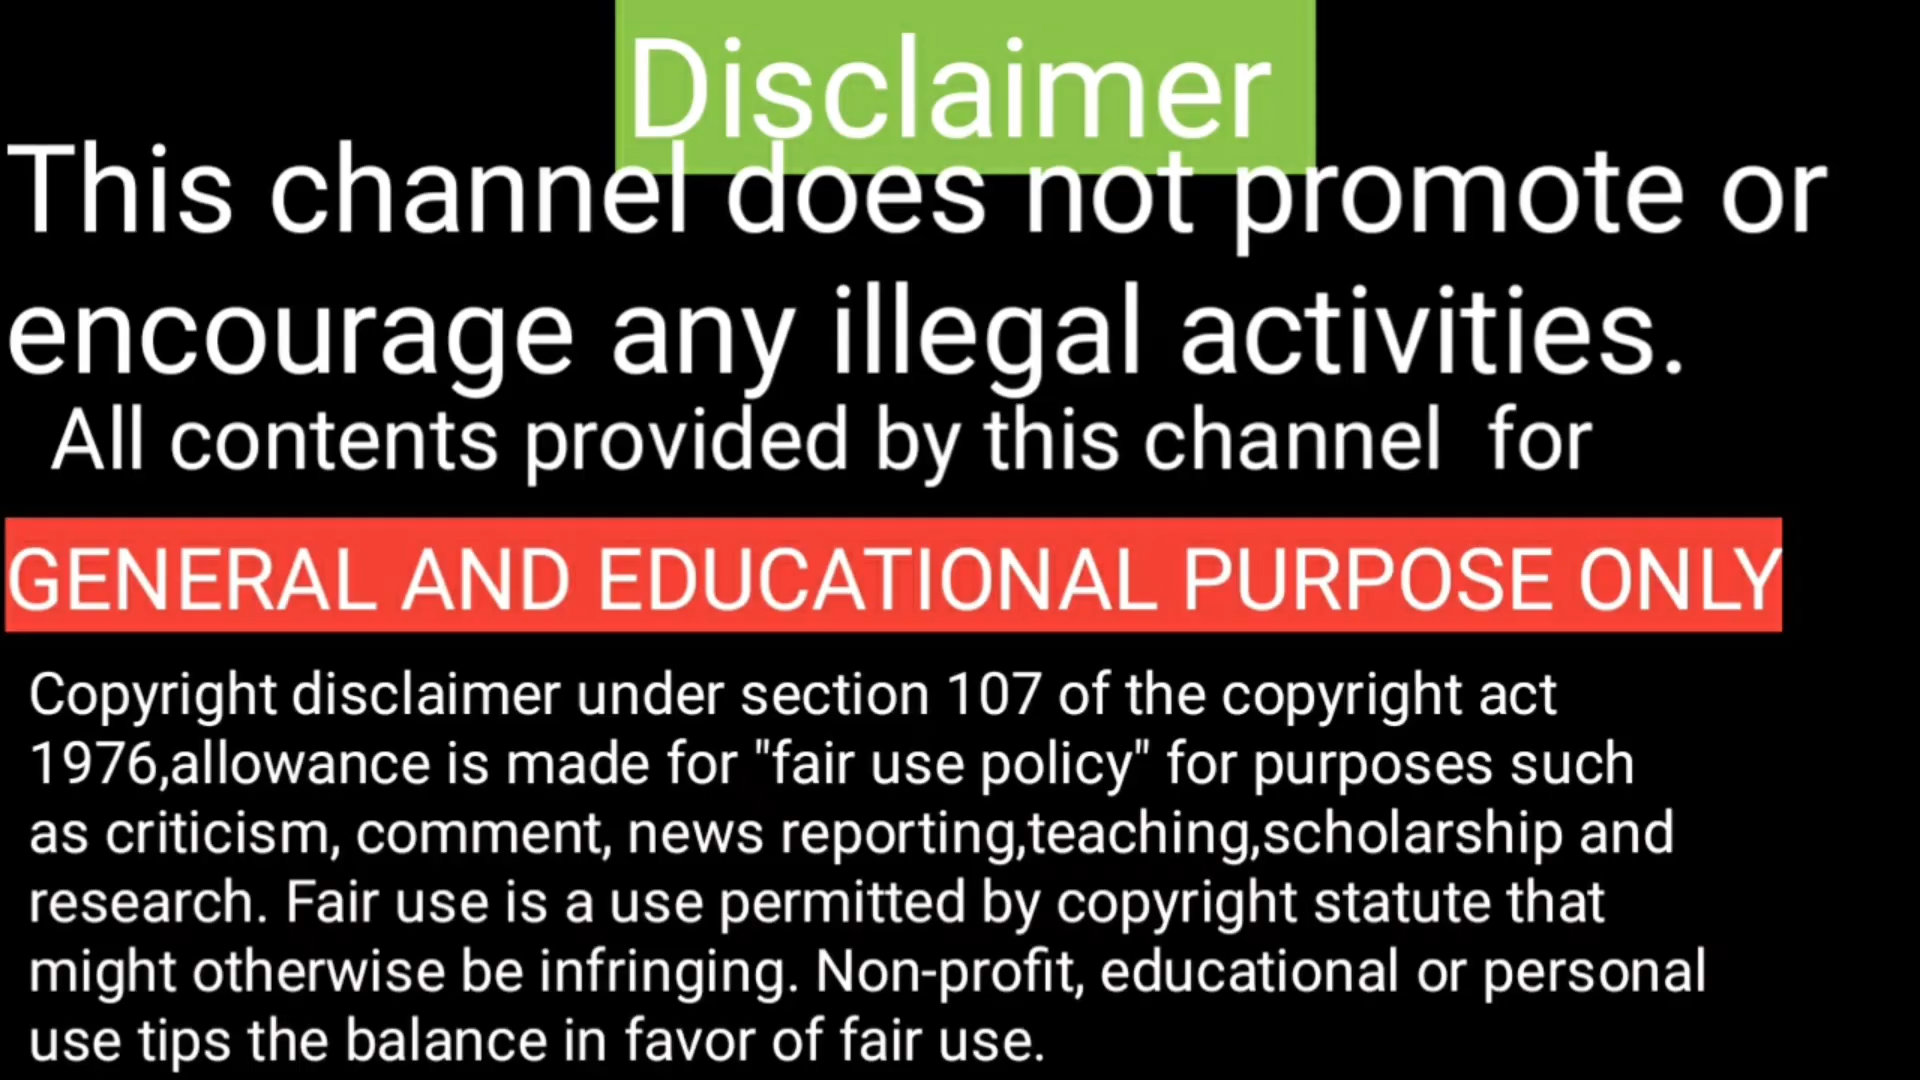 Disclaimer
This channel does not promote or
encourage any illegal activities.
All contents provided by this channel  for
GENERAL AND EDUCATIONAL PURPOSE ONLY
Copyright disclaimer under section 107 of the copyright act
1976,allowance is made for "fair use policy" for purposes such
as criticism, comment, news reporting,teaching,scholarship and
research. Fair use is a use permitted by copyright statute that
might otherwise be infringing. Non-profit, educational or personal
use tips the balance in favor of fair use.